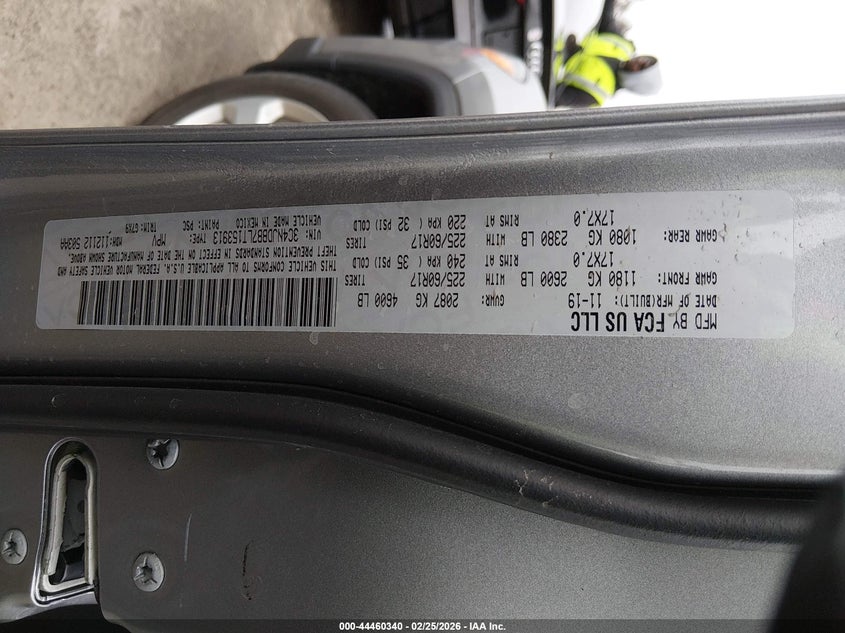 MFD BY FCA US LLC
DATE OF MFR(BUILT): 11-19 GVWR: 2087 KG 4600 LB
GAWR FRONT: WITH TIRES
1180 KG 2600 LB 225/60R17
RIMS AT
17X7.0 240 KPA ( 35 PSI) COLD
GAWR REAR: WITH TIRES
1080 KG 2380 LB 225/60R17
RIMS AT
17X7.0 220 KPA ( 32 PSI) COLD
THIS VEHICLE CONFORMS TO ALL APPLICABLE U.S.A. FEDERAL MOTOR VEHICLE SAFETY AND
THEFT PREVENTION STANDARDS IN EFFECT ON THE DATE OF MANUFACTURE SHOWN ABOVE.
VIN: 3C4NJDBB7LT153913 TYPE: MPV MDH: 112112 503AA
VEHICLE MADE IN MEXICO PAINT: PSC TRIM: GTX9
000-44460340 - 02/25/2026 - IAA Inc.